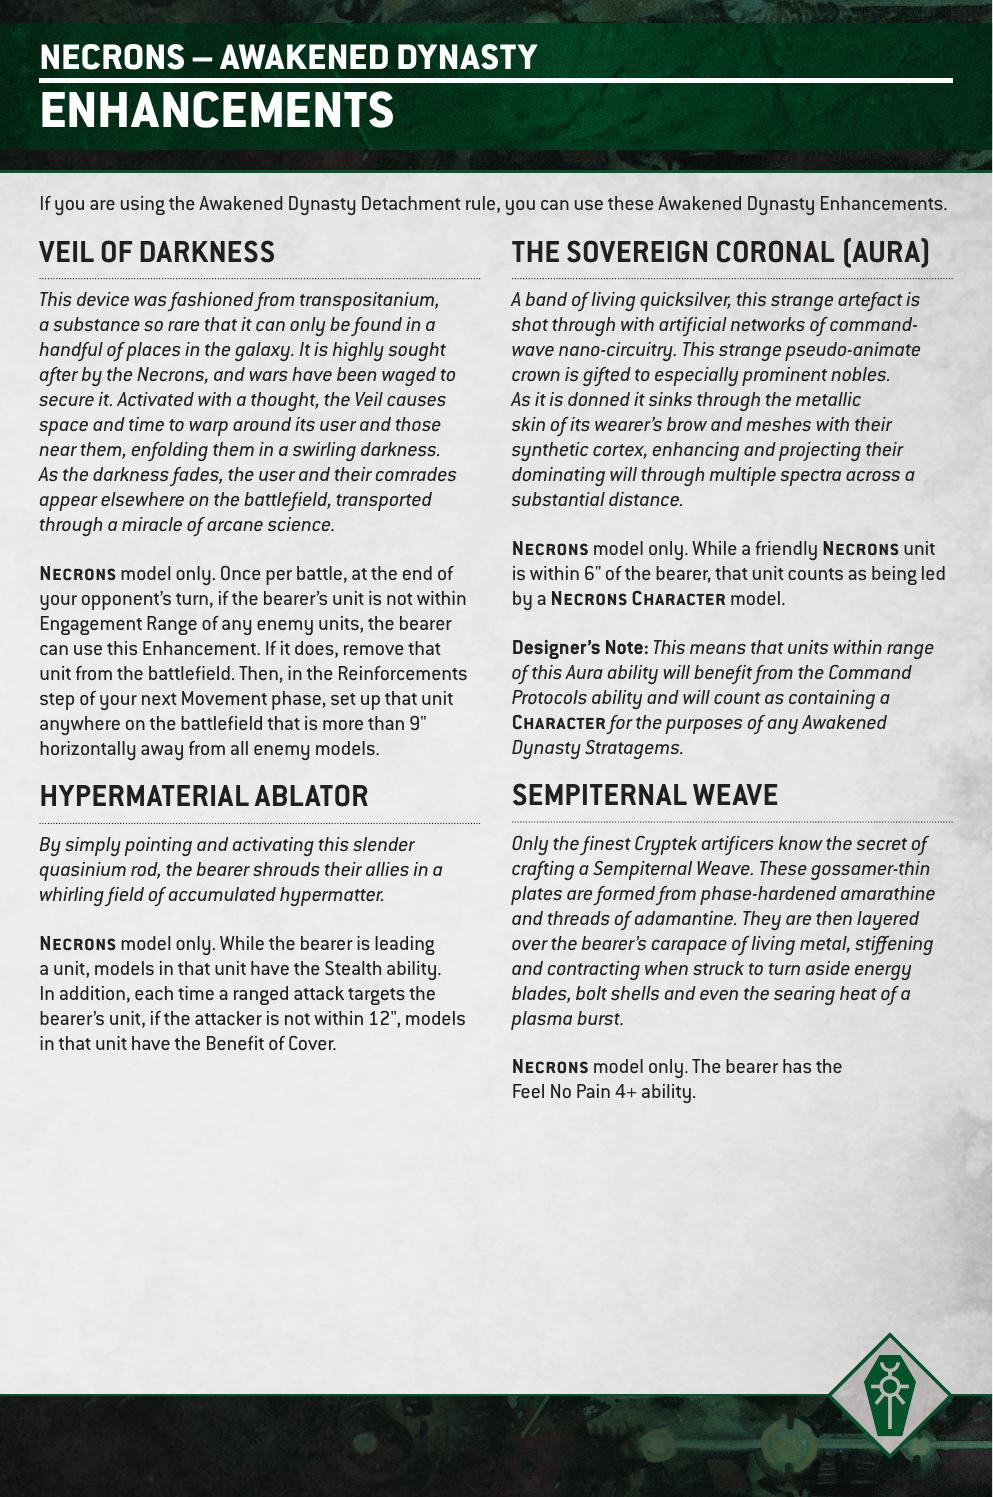 NECRONS – AWAKENED DYNASTY
ENHANCEMENTS
If you are using the Awakened Dynasty Detachment rule, you can use these Awakened Dynasty Enhancements.
VEIL OF DARKNESS
This device was fashioned from transpositanium,
a substance so rare that it can only be found in a
handful of places in the galaxy. It is highly sought
after by the Necrons, and wars have been waged to
secure it. Activated with a thought, the Veil causes
space and time to warp around its user and those
near them, enfolding them in a swirling darkness.
As the darkness fades, the user and their comrades
appear elsewhere on the battlefield, transported
through a miracle of arcane science.
NECRONS model only. Once per battle, at the end of
your opponent's turn, if the bearer's unit is not within
Engagement Range of any enemy units, the bearer
can use this Enhancement. If it does, remove that
unit from the battlefield. Then, in the Reinforcements
step of your next Movement phase, set up that unit
anywhere on the battlefield that is more than 9"
horizontally away from all enemy models.
HYPERMATERIAL ABLATOR
By simply pointing and activating this slender
quasinium rod, the bearer shrouds their allies in a
whirling field of accumulated hypermatter.
NECRONS model only. While the bearer is leading
a unit, models in that unit have the Stealth ability.
In addition, each time a ranged attack targets the
bearer's unit, if the attacker is not within 12", models
in that unit have the Benefit of Cover.
THE SOVEREIGN CORONAL (AURA)
A band of living quicksilver, this strange artefact is
shot through with artificial networks of command-
wave nano-circuitry. This strange pseudo-animate
crown is gifted to especially prominent nobles.
As it is donned it sinks through the metallic
skin of its wearer's brow and meshes with their
synthetic cortex, enhancing and projecting their
dominating will through multiple spectra across a
substantial distance.
NECRONS model only. While a friendly NECRONS unit
is within 6" of the bearer, that unit counts as being led
by a NECRONS CHARACTER model.
Designer's Note: This means that units within range
of this Aura ability will benefit from the Command
Protocols ability and will count as containing a
CHARACTER for the purposes of any Awakened
Dynasty Stratagems.
SEMPITERNAL WEAVE
Only the finest Cryptek artificers know the secret of
crafting a Sempiternal Weave. These gossamer-thin
plates are formed from phase-hardened amarathine
and threads of adamantine. They are then layered
over the bearer's carapace of living metal, stiffening
and contracting when struck to turn aside energy
blades, bolt shells and even the searing heat of a
plasma burst.
NECRONS model only. The bearer has the
Feel No Pain 4+ ability.